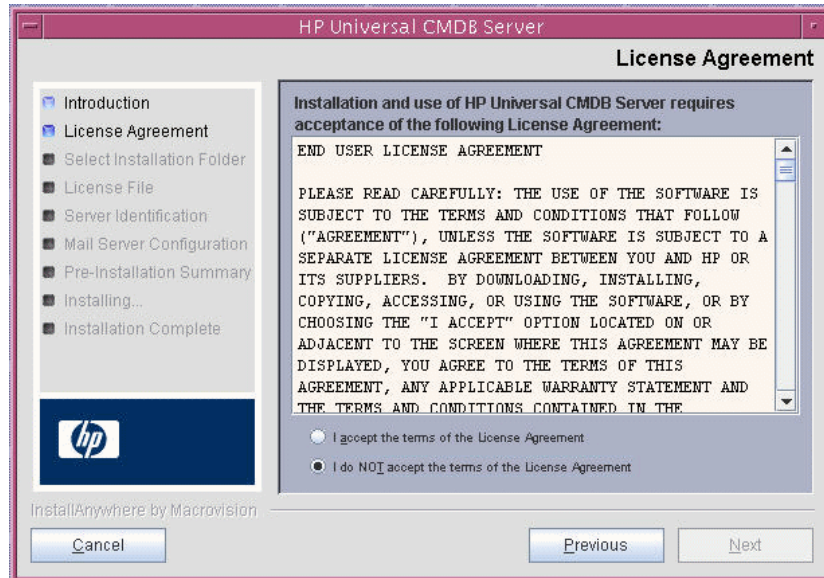 HP Universal CMDB Server
License Agreement
Introduction
License Agreement
Select Installation Folder
License File
Server Identification
Mail Server Configuration
Pre-Installation Summary
Installing...
Installation Complete
hp
Installation and use of HP Universal CMDB Server requires
acceptance of the following License Agreement:
END USER LICENSE AGREEMENT
PLEASE READ CAREFULLY: THE USE OF THE SOFTWARE IS
SUBJECT TO THE TERMS AND CONDITIONS THAT FOLLOW
("AGREEMENT"), UNLESS THE SOFTWARE IS SUBJECT TO A
SEPARATE LICENSE AGREEMENT BETWEEN YOU AND HP OR
ITS SUPPLIERS.  BY DOWNLOADING, INSTALLING,
COPYING, ACCESSING, OR USING THE SOFTWARE, OR BY
CHOOSING THE "I ACCEPT" OPTION LOCATED ON OR
ADJACENT TO THE SCREEN WHERE THIS AGREEMENT MAY BE
DISPLAYED, YOU AGREE TO THE TERMS OF THIS
AGREEMENT, ANY APPLICABLE WARRANTY STATEMENT AND
THE TERMS AND CONDITIONS CONTAINED IN THE
I accept the terms of the License Agreement
I do NOT accept the terms of the License Agreement
InstallAnywhere by Macrovision
Cancel
Previous
Next